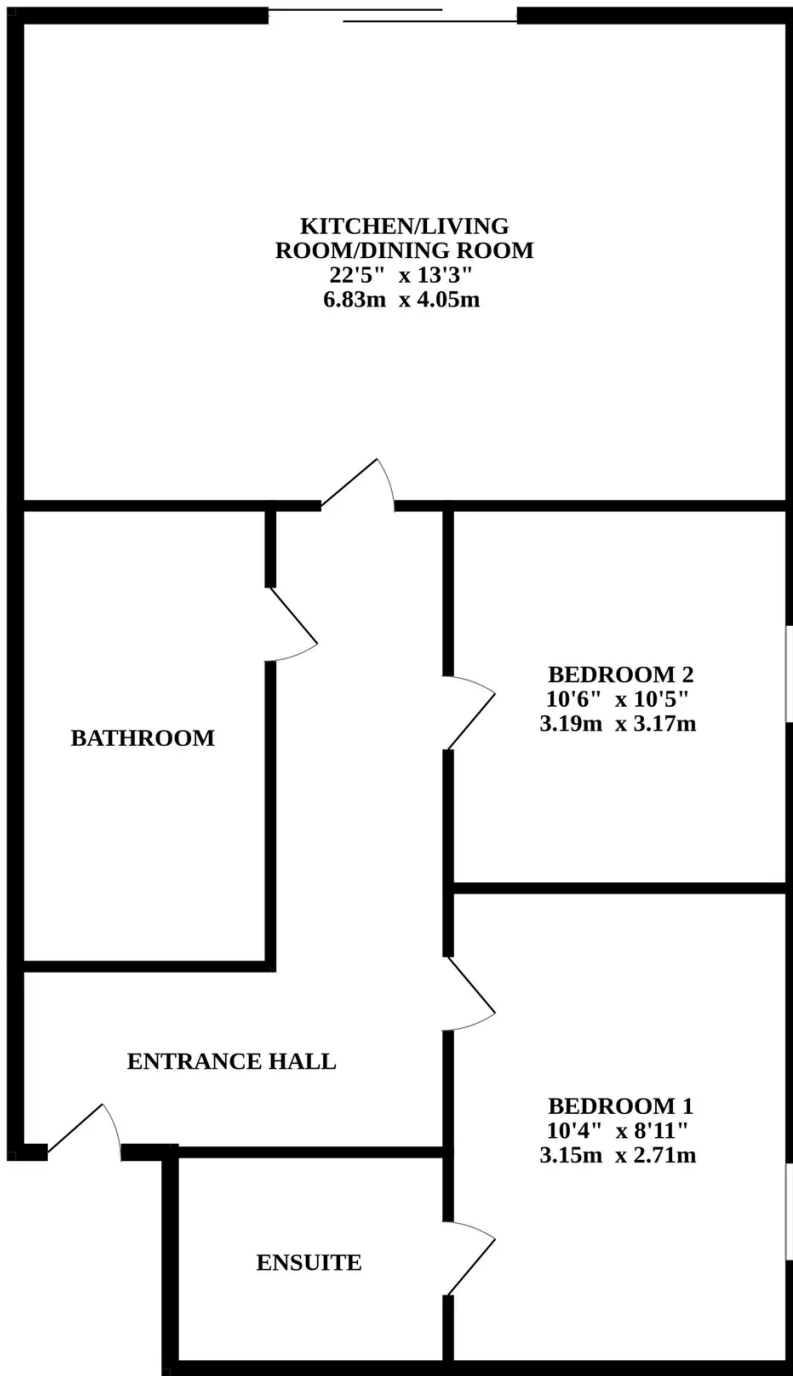 KITCHEN/LIVING
ROOM/DINING ROOM
22'5" x 13'3"
6.83m x 4.05m
BEDROOM 2
10'6" x 10'5"
3.19m x 3.17m
BATHROOM
ENTRANCE HALL
BEDROOM 1
10'4" x 8'11"
3.15m x 2.71m
ENSUITE